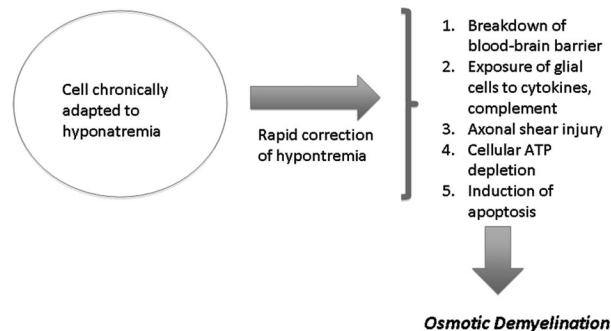 Cell chronically
adapted to
hyponatremia
Rapid correction
of hypontremia
1. Breakdown of
blood-brain barrier
2. Exposure of glial
cells to cytokines,
complement
3. Axonal shear injury
4. Cellular ATP
depletion
5. Induction of
apoptosis
Osmotic Demyelination